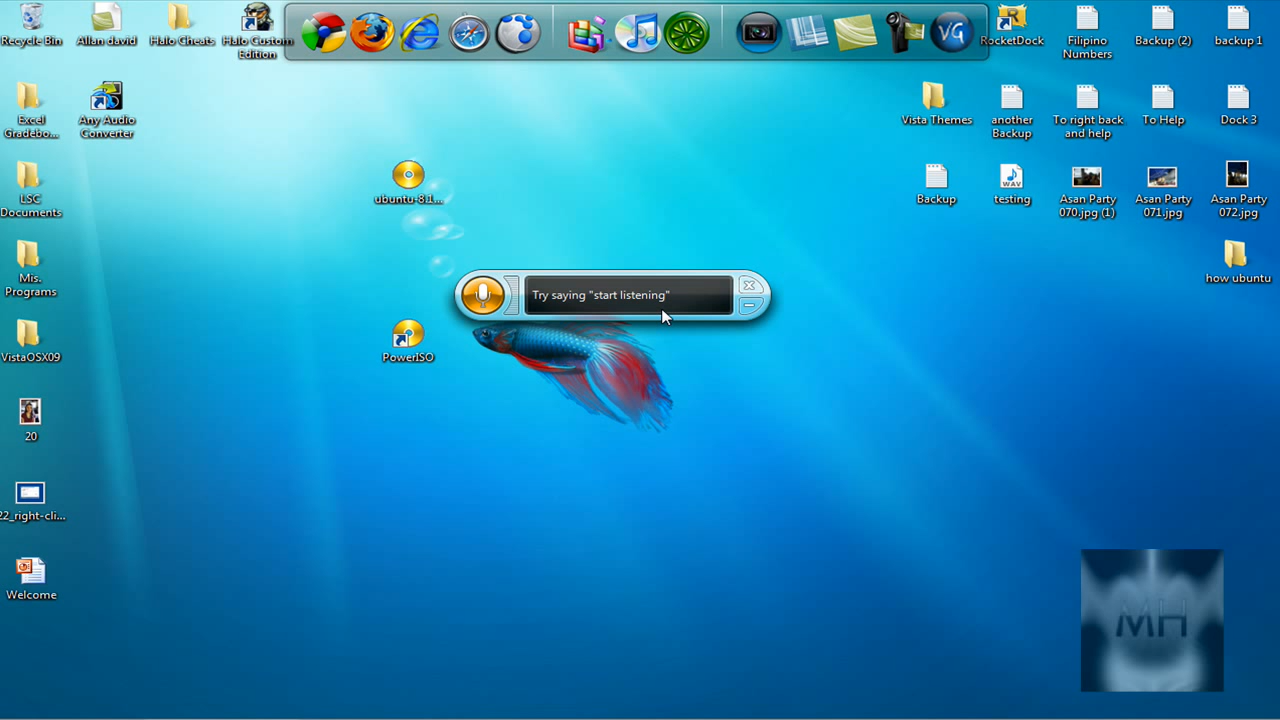 Recycle Bin
Allan david
Halo Cheats
Halo Custom
Edition
VG
RocketDock
Filipino
Numbers
Backup (2)
backup 1
Excel
Gradebo...
Any Audio
Converter
Vista Themes
another
Backup
To right back
and help
To Help
Dock 3
LSC
Documents
ubuntu-8.1...
Backup
WAV
testing
Asan Party
070.jpg (1)
Asan Party
071.jpg
Asan Party
072.jpg
Mis.
Programs
Try saying "start listening"
how ubuntu
VistaOSX09
PowerISO
20
22_right-cli...
Welcome
MH